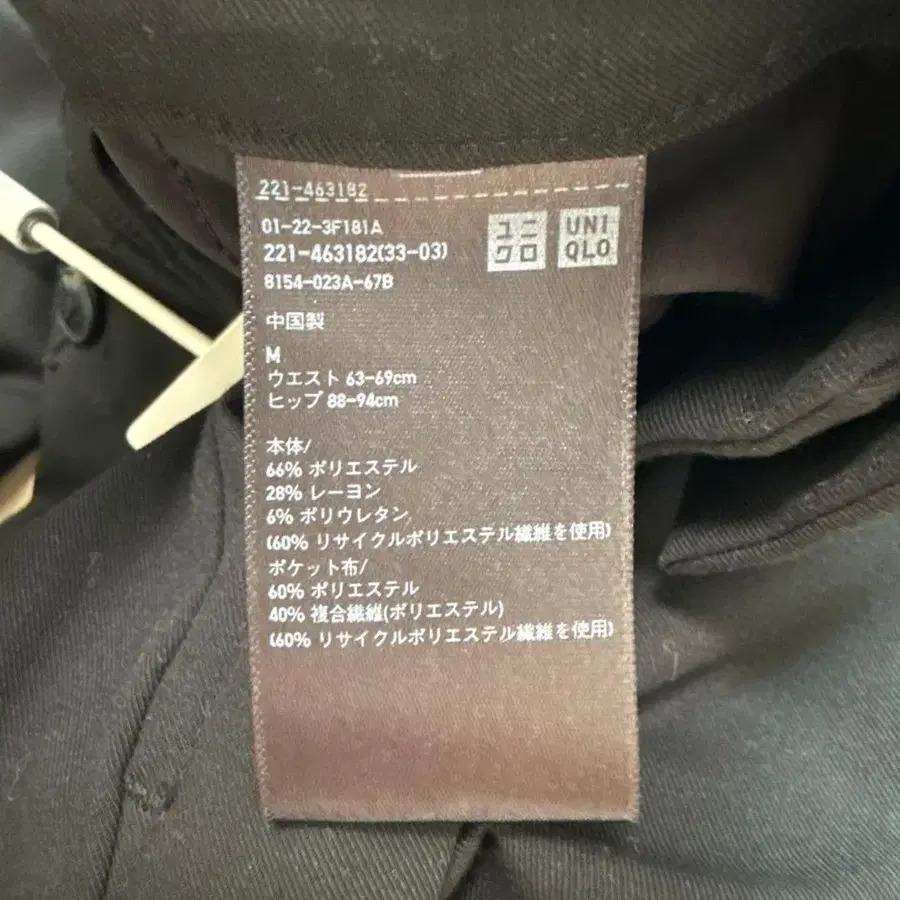 221-463182
01-22-3F181A
221-463182(33-03)
8154-023A-67B
ユニ
クロ
UNI
QLO
中国製
M
ウエスト 63-69cm
ヒップ 88-94cm
本体/
66% ポリエステル
28% レーヨン
6% ポリウレタン
(60% リサイクルポリエステル繊維を使用)
ポケット布/
60% ポリエステル
40% 複合繊維(ポリエステル)
(60% リサイクルポリエステル繊維を使用)